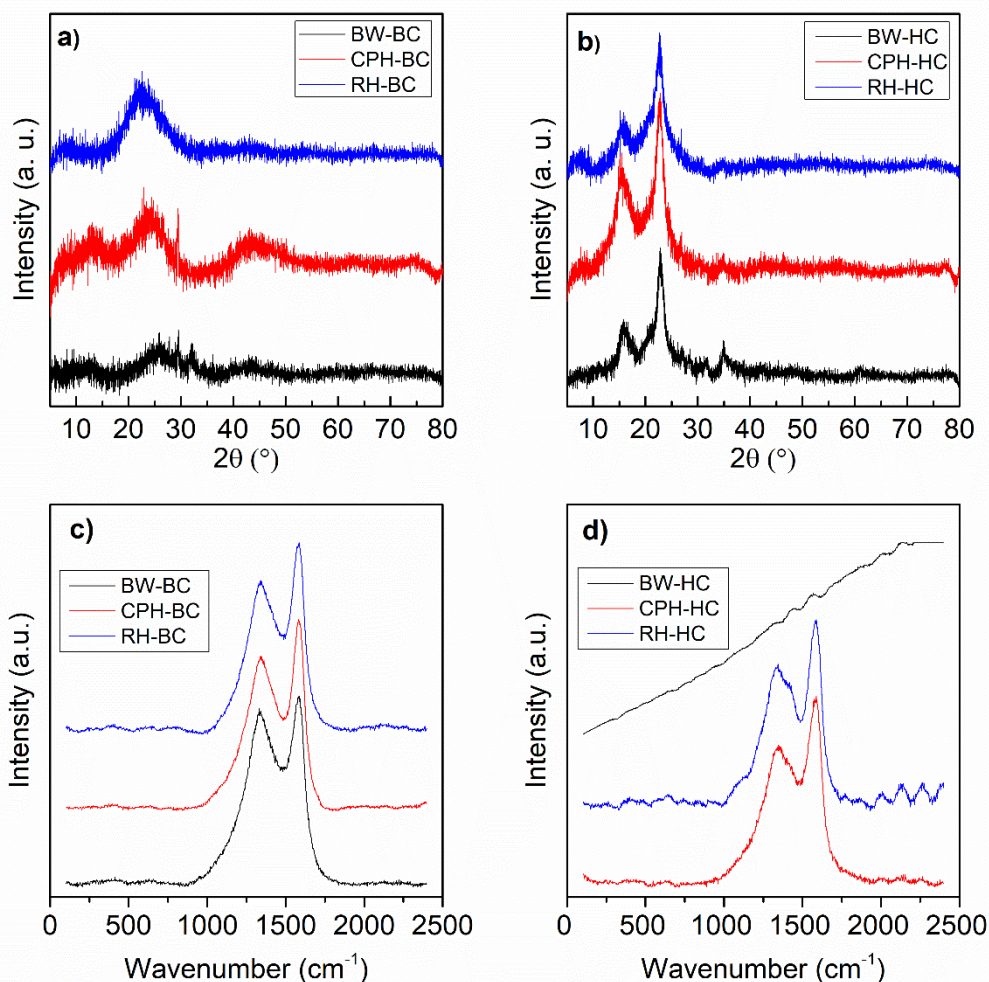 a)
BW-BC
CPH-BC
RH-BC
Intensity (a. u.)
10 20 30 40 50 60 70 80
2θ (°)
b)
BW-HC
CPH-HC
RH-HC
Intensity (a. u.)
10 20 30 40 50 60 70 80
2θ (°)
c)
BW-BC
CPH-BC
RH-BC
Intensity (a.u.)
0 500 1000 1500 2000 2500
Wavenumber (cm⁻¹)
d)
BW-HC
CPH-HC
RH-HC
Intensity (a.u.)
0 500 1000 1500 2000 2500
Wavenumber (cm⁻¹)